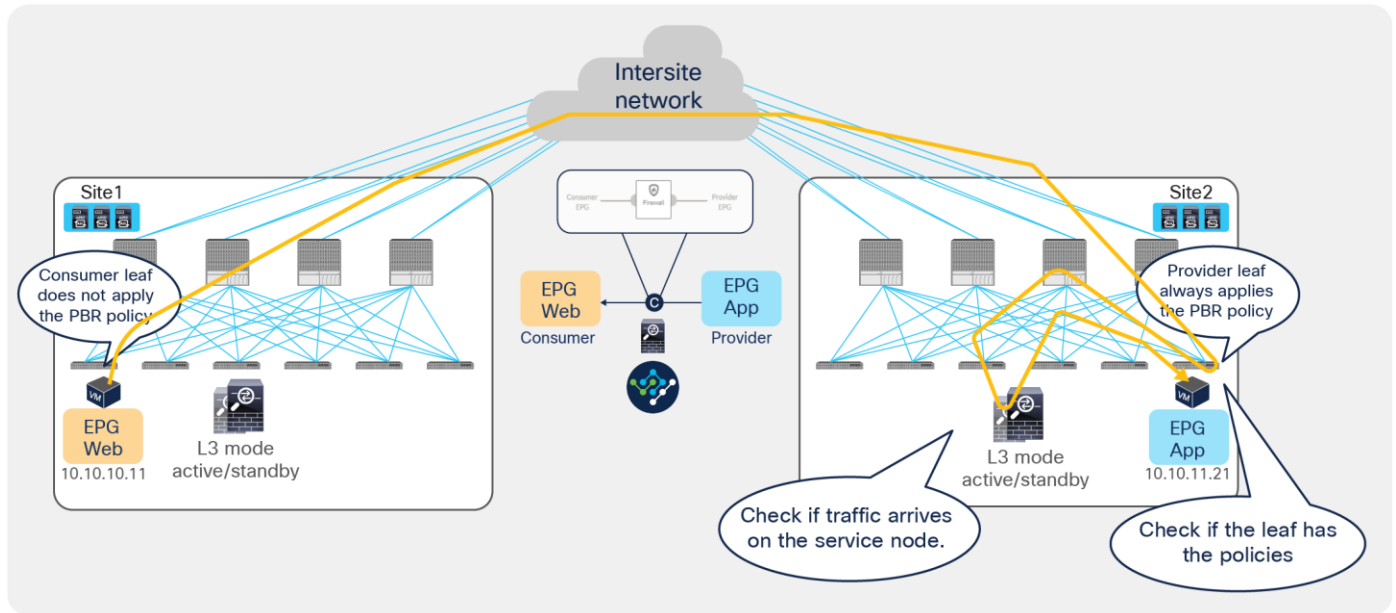 Intersite
network
Site1
Site2
Consumer
EPG
Firewall
Provider
EPG
Consumer leaf
does not apply
the PBR policy
Provider leaf
always applies
the PBR policy
EPG
Web
Consumer
C
EPG
App
Provider
VM
EPG
Web
10.10.10.11
L3 mode
active/standby
L3 mode
active/standby
VM
EPG
App
10.10.11.21
Check if traffic arrives
on the service node.
Check if the leaf has
the policies